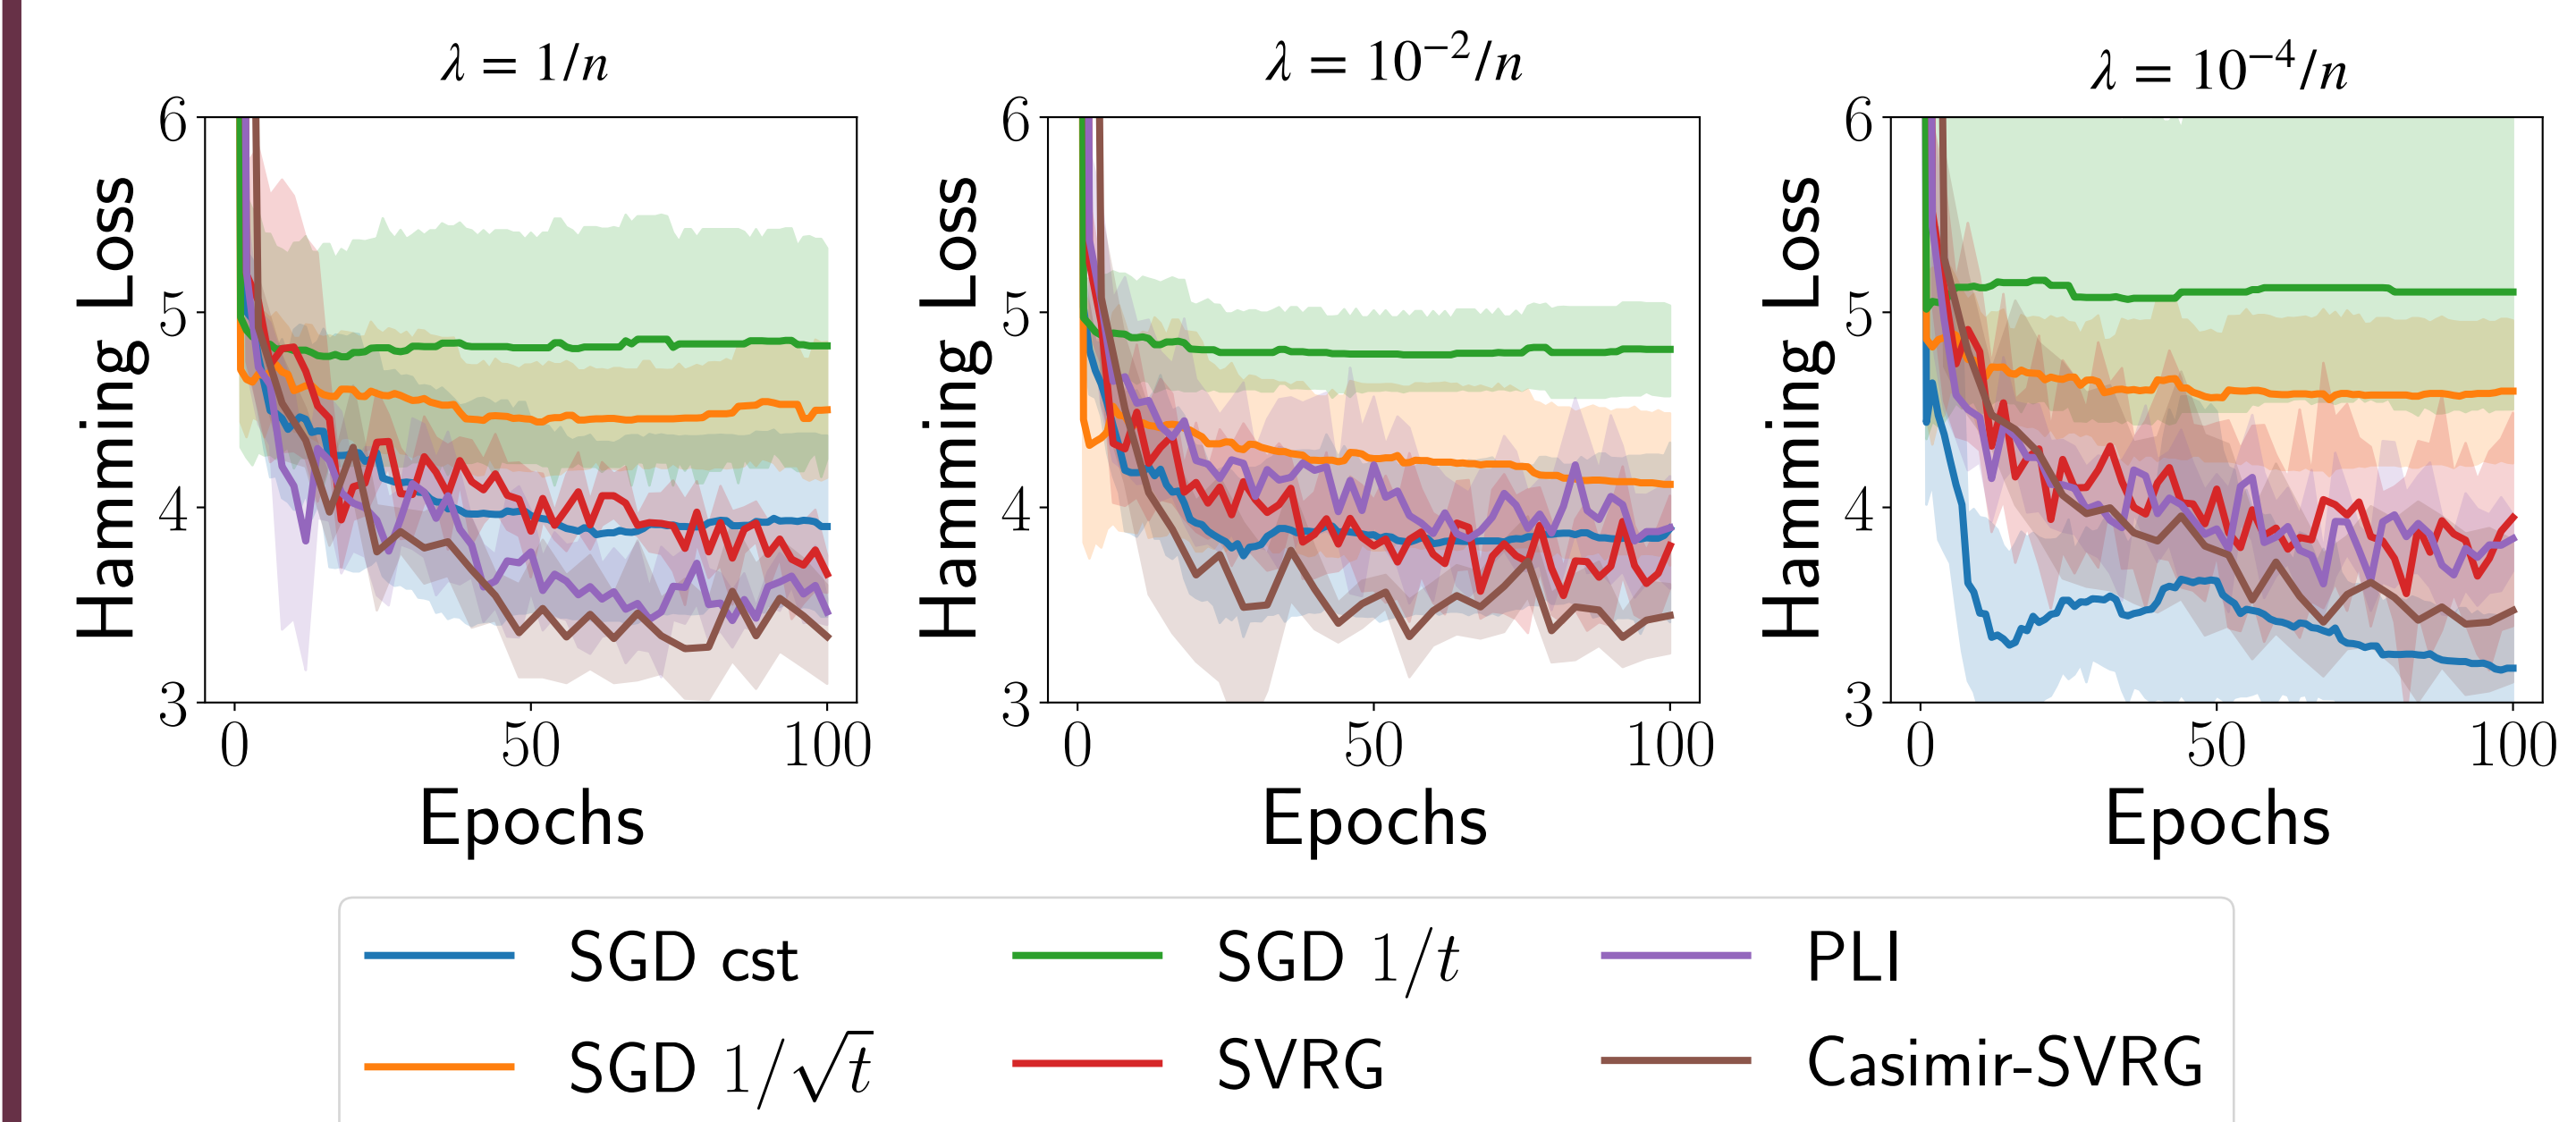 λ = 1/n
λ = 10⁻²/n
λ = 10⁻⁴/n
Hamming Loss
6
5
4
3
0 50 100
Epochs
Hamming Loss
6
5
4
3
0 50 100
Epochs
Hamming Loss
6
5
4
3
0 50 100
Epochs
SGD cst
SGD 1/t
PLI
SGD 1/√t
SVRG
Casimir-SVRG